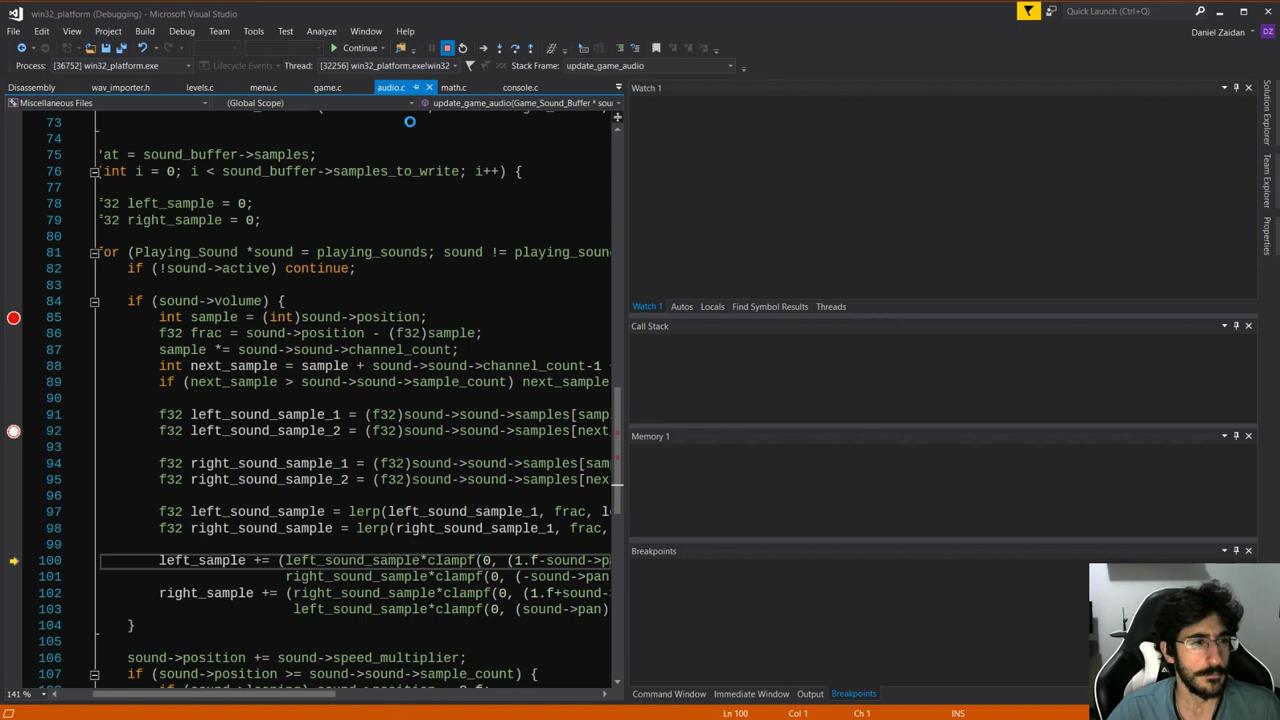 win32_platform (Debugging) - Microsoft Visual Studio
Quick Launch (Ctrl+Q)
File Edit View Project Build Debug Team Tools Test Analyze Window Help
Daniel Zaidan
DZ
Continue
Process: [36752] win32_platform.exe
Lifecycle Events
Thread: [32256] win32_platform.exe!win32
Stack Frame: update_game_audio
Disassembly wav_importer.h levels.c menu.c game.c audio.c math.c console.c
Miscellaneous Files (Global Scope) update_game_audio(Game_Sound_Buffer * sou
73
74
75 at = sound_buffer->samples;
76 (int i = 0; i < sound_buffer->samples_to_write; i++) {
77
78 32 left_sample = 0;
79 32 right_sample = 0;
80
81 or (Playing_Sound *sound = playing_sounds; sound != playing_soun
82 if (!sound->active) continue;
83
84 if (sound->volume) {
85 int sample = (int)sound->position;
86 f32 frac = sound->position - (f32)sample;
87 sample *= sound->sound->channel_count;
88 int next_sample = sample + sound->sound->channel_count-1
89 if (next_sample > sound->sound->sample_count) next_sample
90
91 f32 left_sound_sample_1 = (f32)sound->sound->samples[samp
92 f32 left_sound_sample_2 = (f32)sound->sound->samples[next
93
94 f32 right_sound_sample_1 = (f32)sound->sound->samples[sam
95 f32 right_sound_sample_2 = (f32)sound->sound->samples[nex
96
97 f32 left_sound_sample = lerp(left_sound_sample_1, frac, le
98 f32 right_sound_sample = lerp(right_sound_sample_1, frac,
99
100 left_sample += (left_sound_sample*clampf(0, (1.f-sound->p
101 right_sound_sample*clampf(0, (-sound->pan
102 right_sample += (right_sound_sample*clampf(0, (1.f+sound
103 left_sound_sample*clampf(0, (sound->pan)
104 }
105
106 sound->position += sound->speed_multiplier;
107 if (sound->position >= sound->sound->sample_count) {
141 %
Watch 1
Watch 1 Autos Locals Find Symbol Results Threads
Call Stack
Memory 1
Breakpoints
Command Window Immediate Window Output Breakpoints
Solution Explorer
Team Explorer
Properties
Ln 100 Col 1 Ch 1 INS